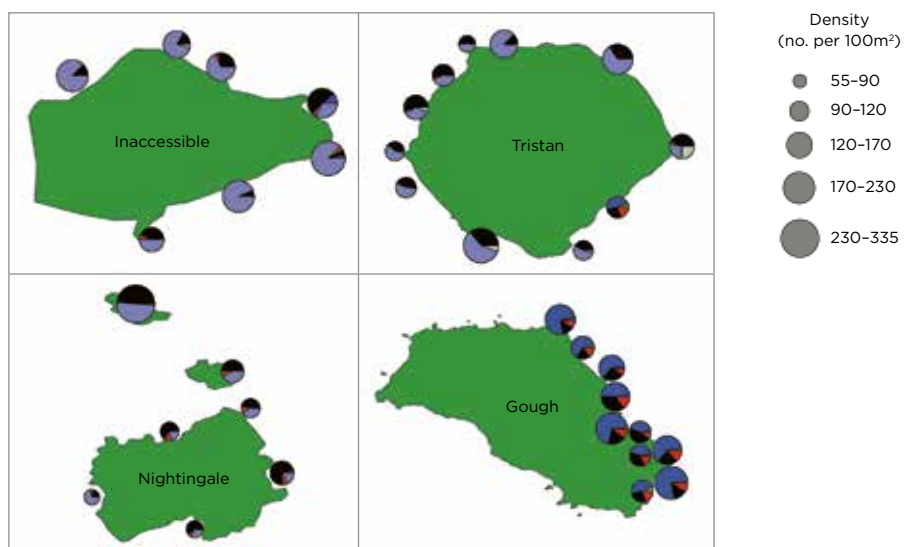 Inaccessible
Tristan
Nightingale
Gough
Density
(no. per 100m²)
55–90
90–120
120–170
170–230
230–335